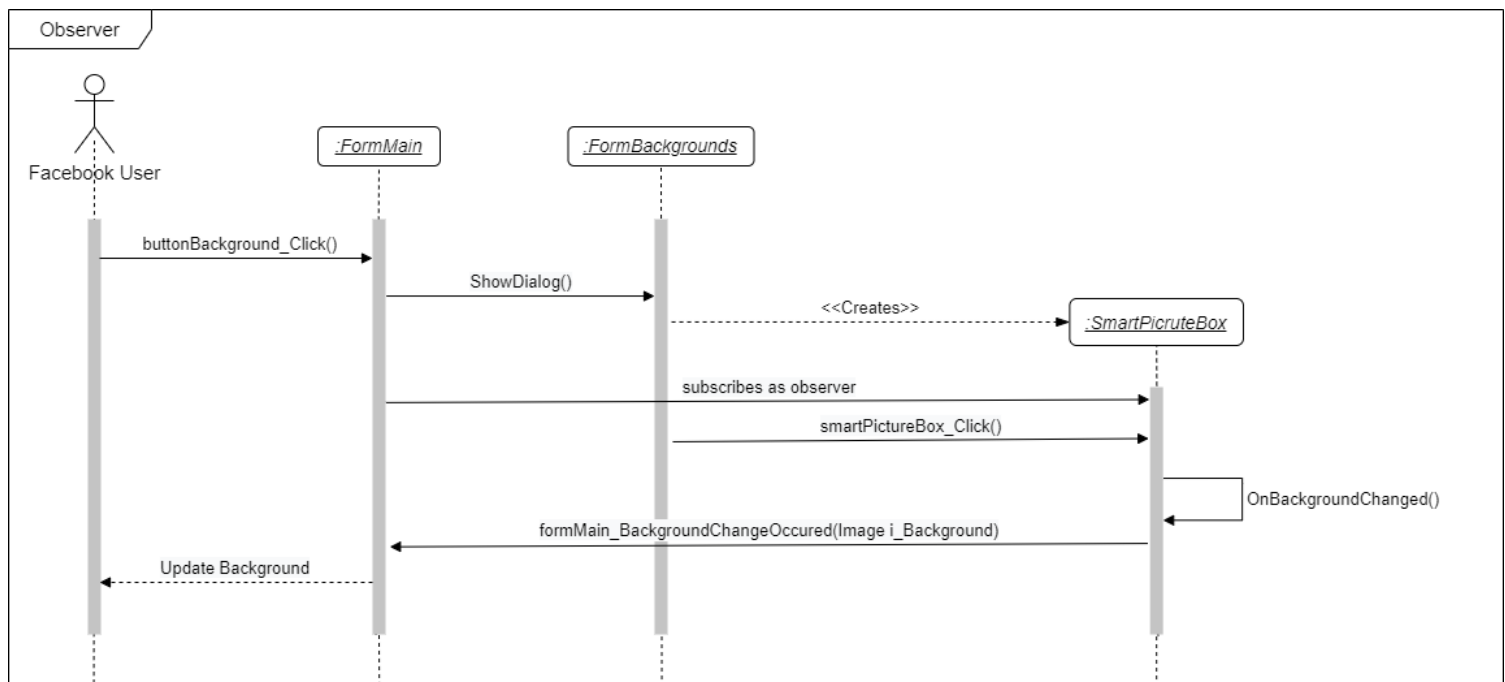 Observer
Facebook User
:FormMain
:FormBackgrounds
buttonBackground_Click()
ShowDialog()
<<Creates>>
:SmartPicruteBox
subscribes as observer
smartPictureBox_Click()
OnBackgroundChanged()
formMain_BackgroundChangeOccured(Image i_Background)
Update Background